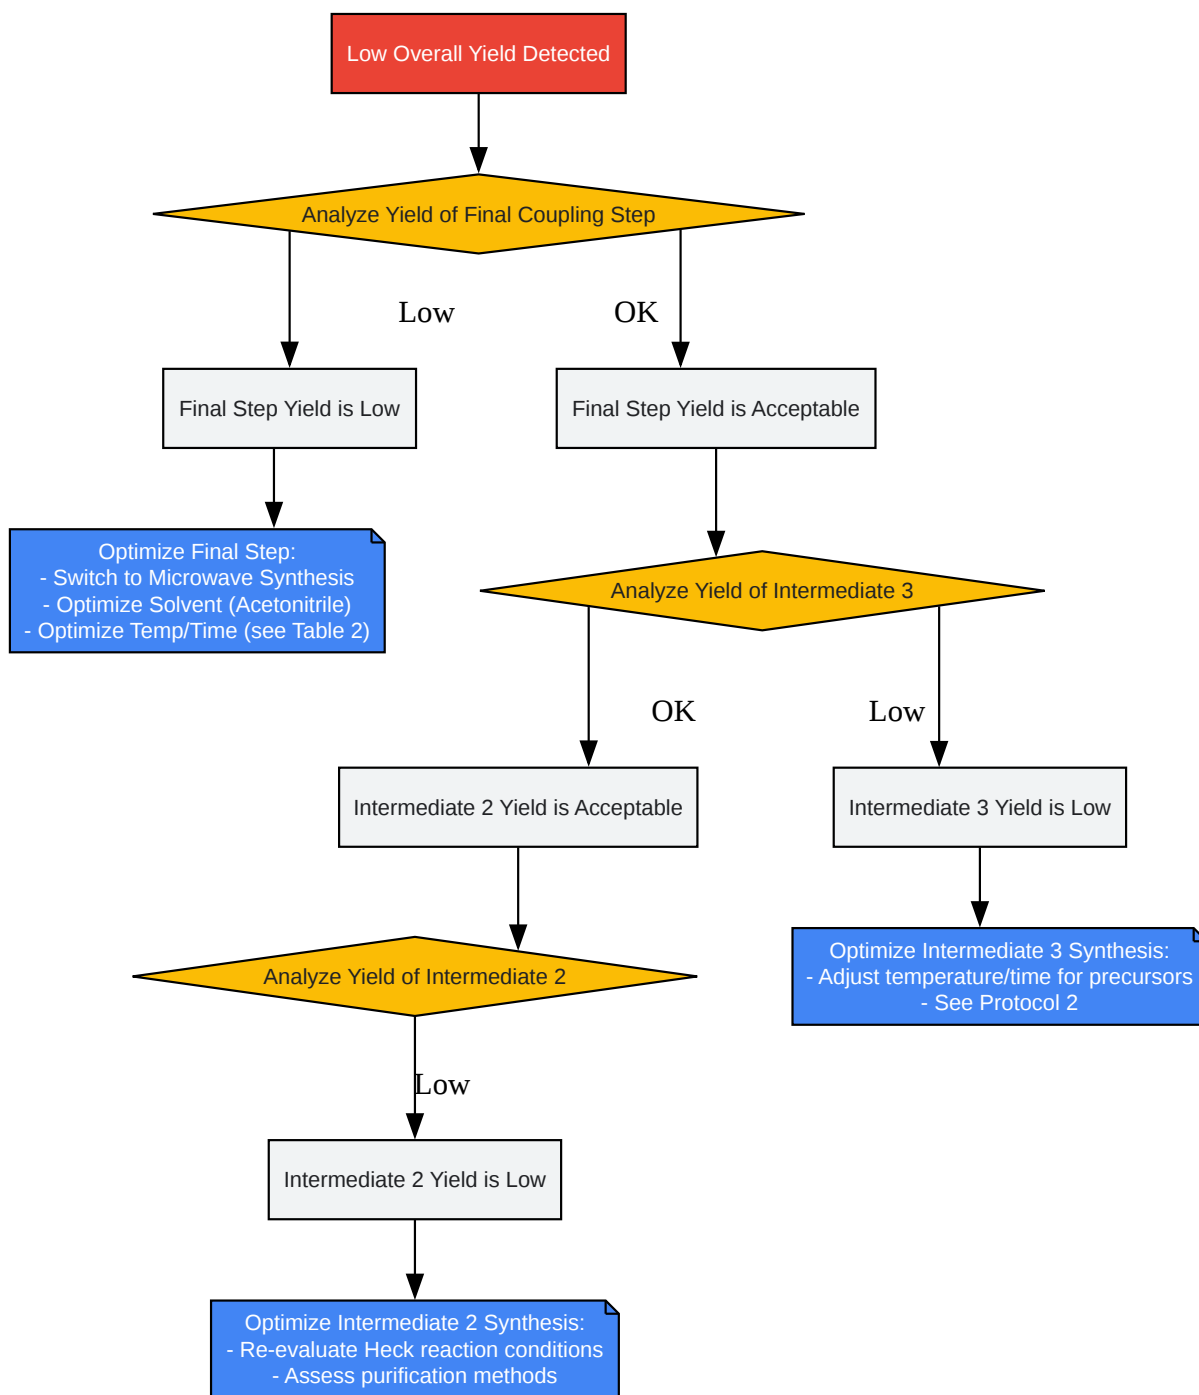 Low Overall Yield Detected
Analyze Yield of Final Coupling Step
Low
OK
Final Step Yield is Low
Final Step Yield is Acceptable
Optimize Final Step:
- Switch to Microwave Synthesis
- Optimize Solvent (Acetonitrile)
- Optimize Temp/Time (see Table 2)
Analyze Yield of Intermediate 3
OK
Low
Intermediate 2 Yield is Acceptable
Intermediate 3 Yield is Low
Optimize Intermediate 3 Synthesis:
- Adjust temperature/time for precursors
- See Protocol 2
Analyze Yield of Intermediate 2
Low
Intermediate 2 Yield is Low
Optimize Intermediate 2 Synthesis:
- Re-evaluate Heck reaction conditions
- Assess purification methods